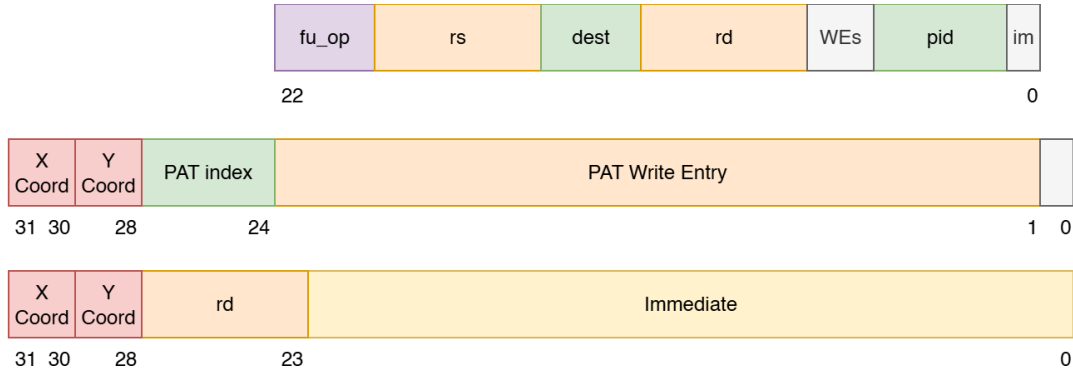 fu_op rs dest rd WEs pid im
22 0
X Coord Y Coord PAT index PAT Write Entry
31 30 28 24 1 0
X Coord Y Coord rd Immediate
31 30 28 23 0